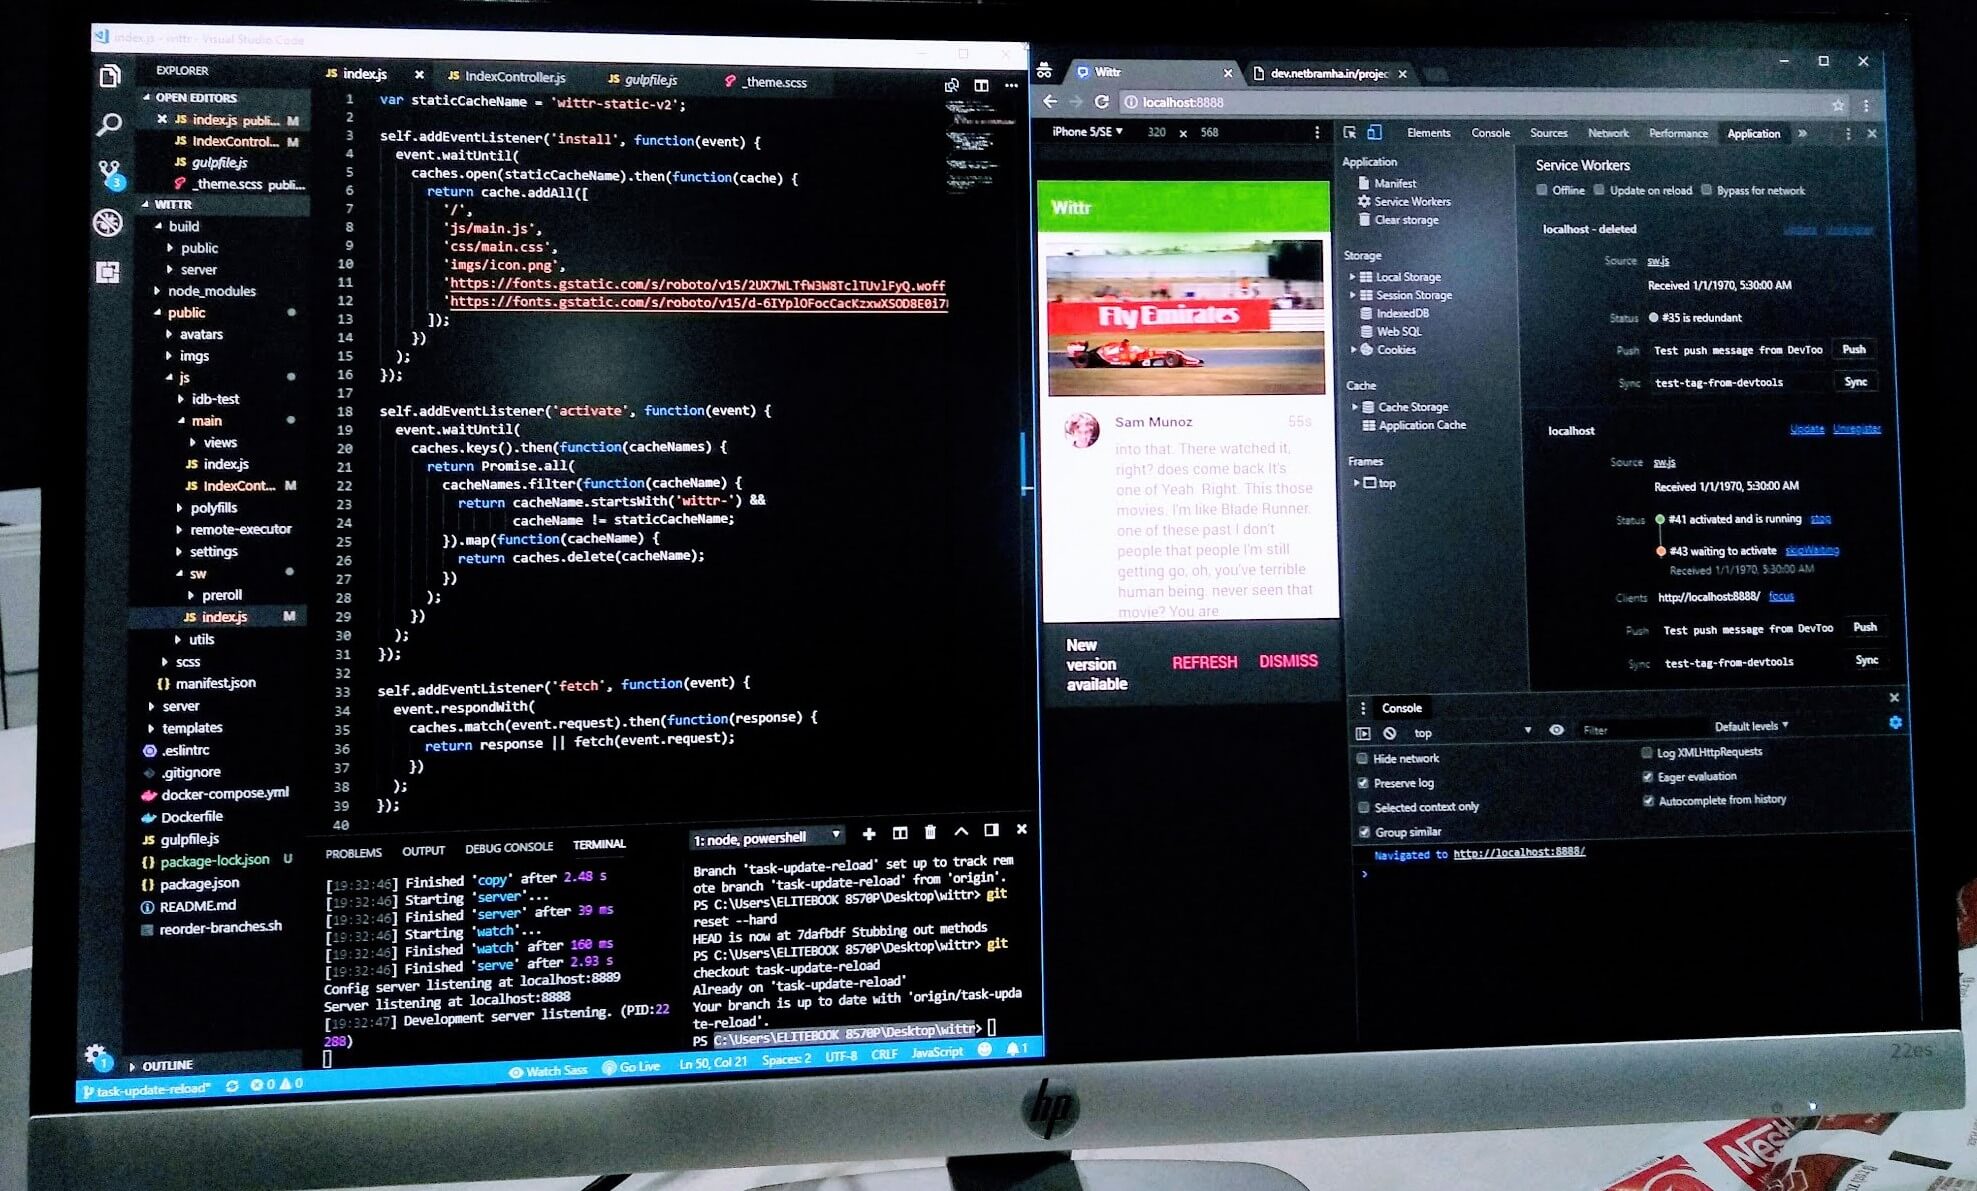 index.js - wittr - Visual Studio Code
EXPLORER
OPEN EDITORS
JS index.js publi... M
JS IndexControl... M
JS gulpfile.js
_theme.scss publi...
WITTR
build
public
server
node_modules
public
avatars
imgs
js
idb-test
main
views
JS index.js
JS IndexCont... M
polyfills
remote-executor
settings
sw
preroll
JS index.js M
utils
scss
{} manifest.json
server
templates
.eslintrc
.gitignore
docker-compose.yml
Dockerfile
JS gulpfile.js
{} package-lock.json U
{} package.json
README.md
reorder-branches.sh
OUTLINE
3
1
JS index.js
JS IndexController.js
JS gulpfile.js
_theme.scss
1 var staticCacheName = 'wittr-static-v2';
2
3 self.addEventListener('install', function(event) {
4 event.waitUntil(
5 caches.open(staticCacheName).then(function(cache) {
6 return cache.addAll([
7 '/',
8 'js/main.js',
9 'css/main.css',
10 'imgs/icon.png',
11 'https://fonts.gstatic.com/s/roboto/v15/2UX7WLTfW3W8TclTUvlFyQ.woff
12 'https://fonts.gstatic.com/s/roboto/v15/d-6IYplOFocCacKzxwXSOD8E0i7
13 ]);
14 })
15 );
16 });
17
18 self.addEventListener('activate', function(event) {
19 event.waitUntil(
20 caches.keys().then(function(cacheNames) {
21 return Promise.all(
22 cacheNames.filter(function(cacheName) {
23 return cacheName.startsWith('wittr-') &&
24 cacheName != staticCacheName;
25 }).map(function(cacheName) {
26 return caches.delete(cacheName);
27 })
28 );
29 })
30 );
31 });
32
33 self.addEventListener('fetch', function(event) {
34 event.respondWith(
35 caches.match(event.request).then(function(response) {
36 return response || fetch(event.request);
37 })
38 );
39 });
40
PROBLEMS OUTPUT DEBUG CONSOLE TERMINAL
1: node, powershell
[19:32:46] Finished 'copy' after 2.48 s
[19:32:46] Starting 'server'...
[19:32:46] Finished 'server' after 39 ms
[19:32:46] Starting 'watch'...
[19:32:46] Finished 'watch' after 160 ms
[19:32:46] Finished 'serve' after 2.93 s
Config server listening at localhost:8889
Server listening at localhost:8888
[19:32:47] Development server listening. (PID:22
288)
Branch 'task-update-reload' set up to track rem
ote branch 'task-update-reload' from 'origin'.
PS C:\Users\ELITEBOOK 8570P\Desktop\wittr> git
reset --hard
HEAD is now at 7dafbdf Stubbing out methods
PS C:\Users\ELITEBOOK 8570P\Desktop\wittr> git
checkout task-update-reload
Already on 'task-update-reload'
Your branch is up to date with 'origin/task-upda
te-reload'.
PS C:\Users\ELITEBOOK 8570P\Desktop\wittr>
task-update-reload* 0 0
Watch Sass Go Live Ln 50, Col 21 Spaces: 2 UTF-8 CRLF JavaScript 1
Wittr
dev.netbramha.in/projec
localhost:8888
iPhone 5/SE 320 x 568
Wittr
Fly Emirates
Sam Munoz 55s
into that. There watched it,
right? does come back It's
one of Yeah. Right. This those
movies. I'm like Blade Runner.
one of these past I don't
people that people I'm still
getting go, oh, you've terrible
human being. never seen that
movie? You are
New
version
available
REFRESH DISMISS
Elements Console Sources Network Performance Application »
Application
Manifest
Service Workers
Clear storage
Storage
Local Storage
Session Storage
IndexedDB
Web SQL
Cookies
Cache
Cache Storage
Application Cache
Frames
top
Service Workers
Offline Update on reload Bypass for network
localhost - deleted Update Unregister
Source sw.js
Received 1/1/1970, 5:30:00 AM
Status #35 is redundant
Push Test push message from DevToo Push
Sync test-tag-from-devtools Sync
localhost Update Unregister
Source sw.js
Received 1/1/1970, 5:30:00 AM
Status #41 activated and is running stop
#43 waiting to activate skipWaiting
Received 1/1/1970, 5:30:00 AM
Clients http://localhost:8888/ focus
Push Test push message from DevToo Push
Sync test-tag-from-devtools Sync
Console
top Filter Default levels
Hide network
Preserve log
Selected context only
Group similar
Log XMLHttpRequests
Eager evaluation
Autocomplete from history
Navigated to http://localhost:8888/
>
22es
hp